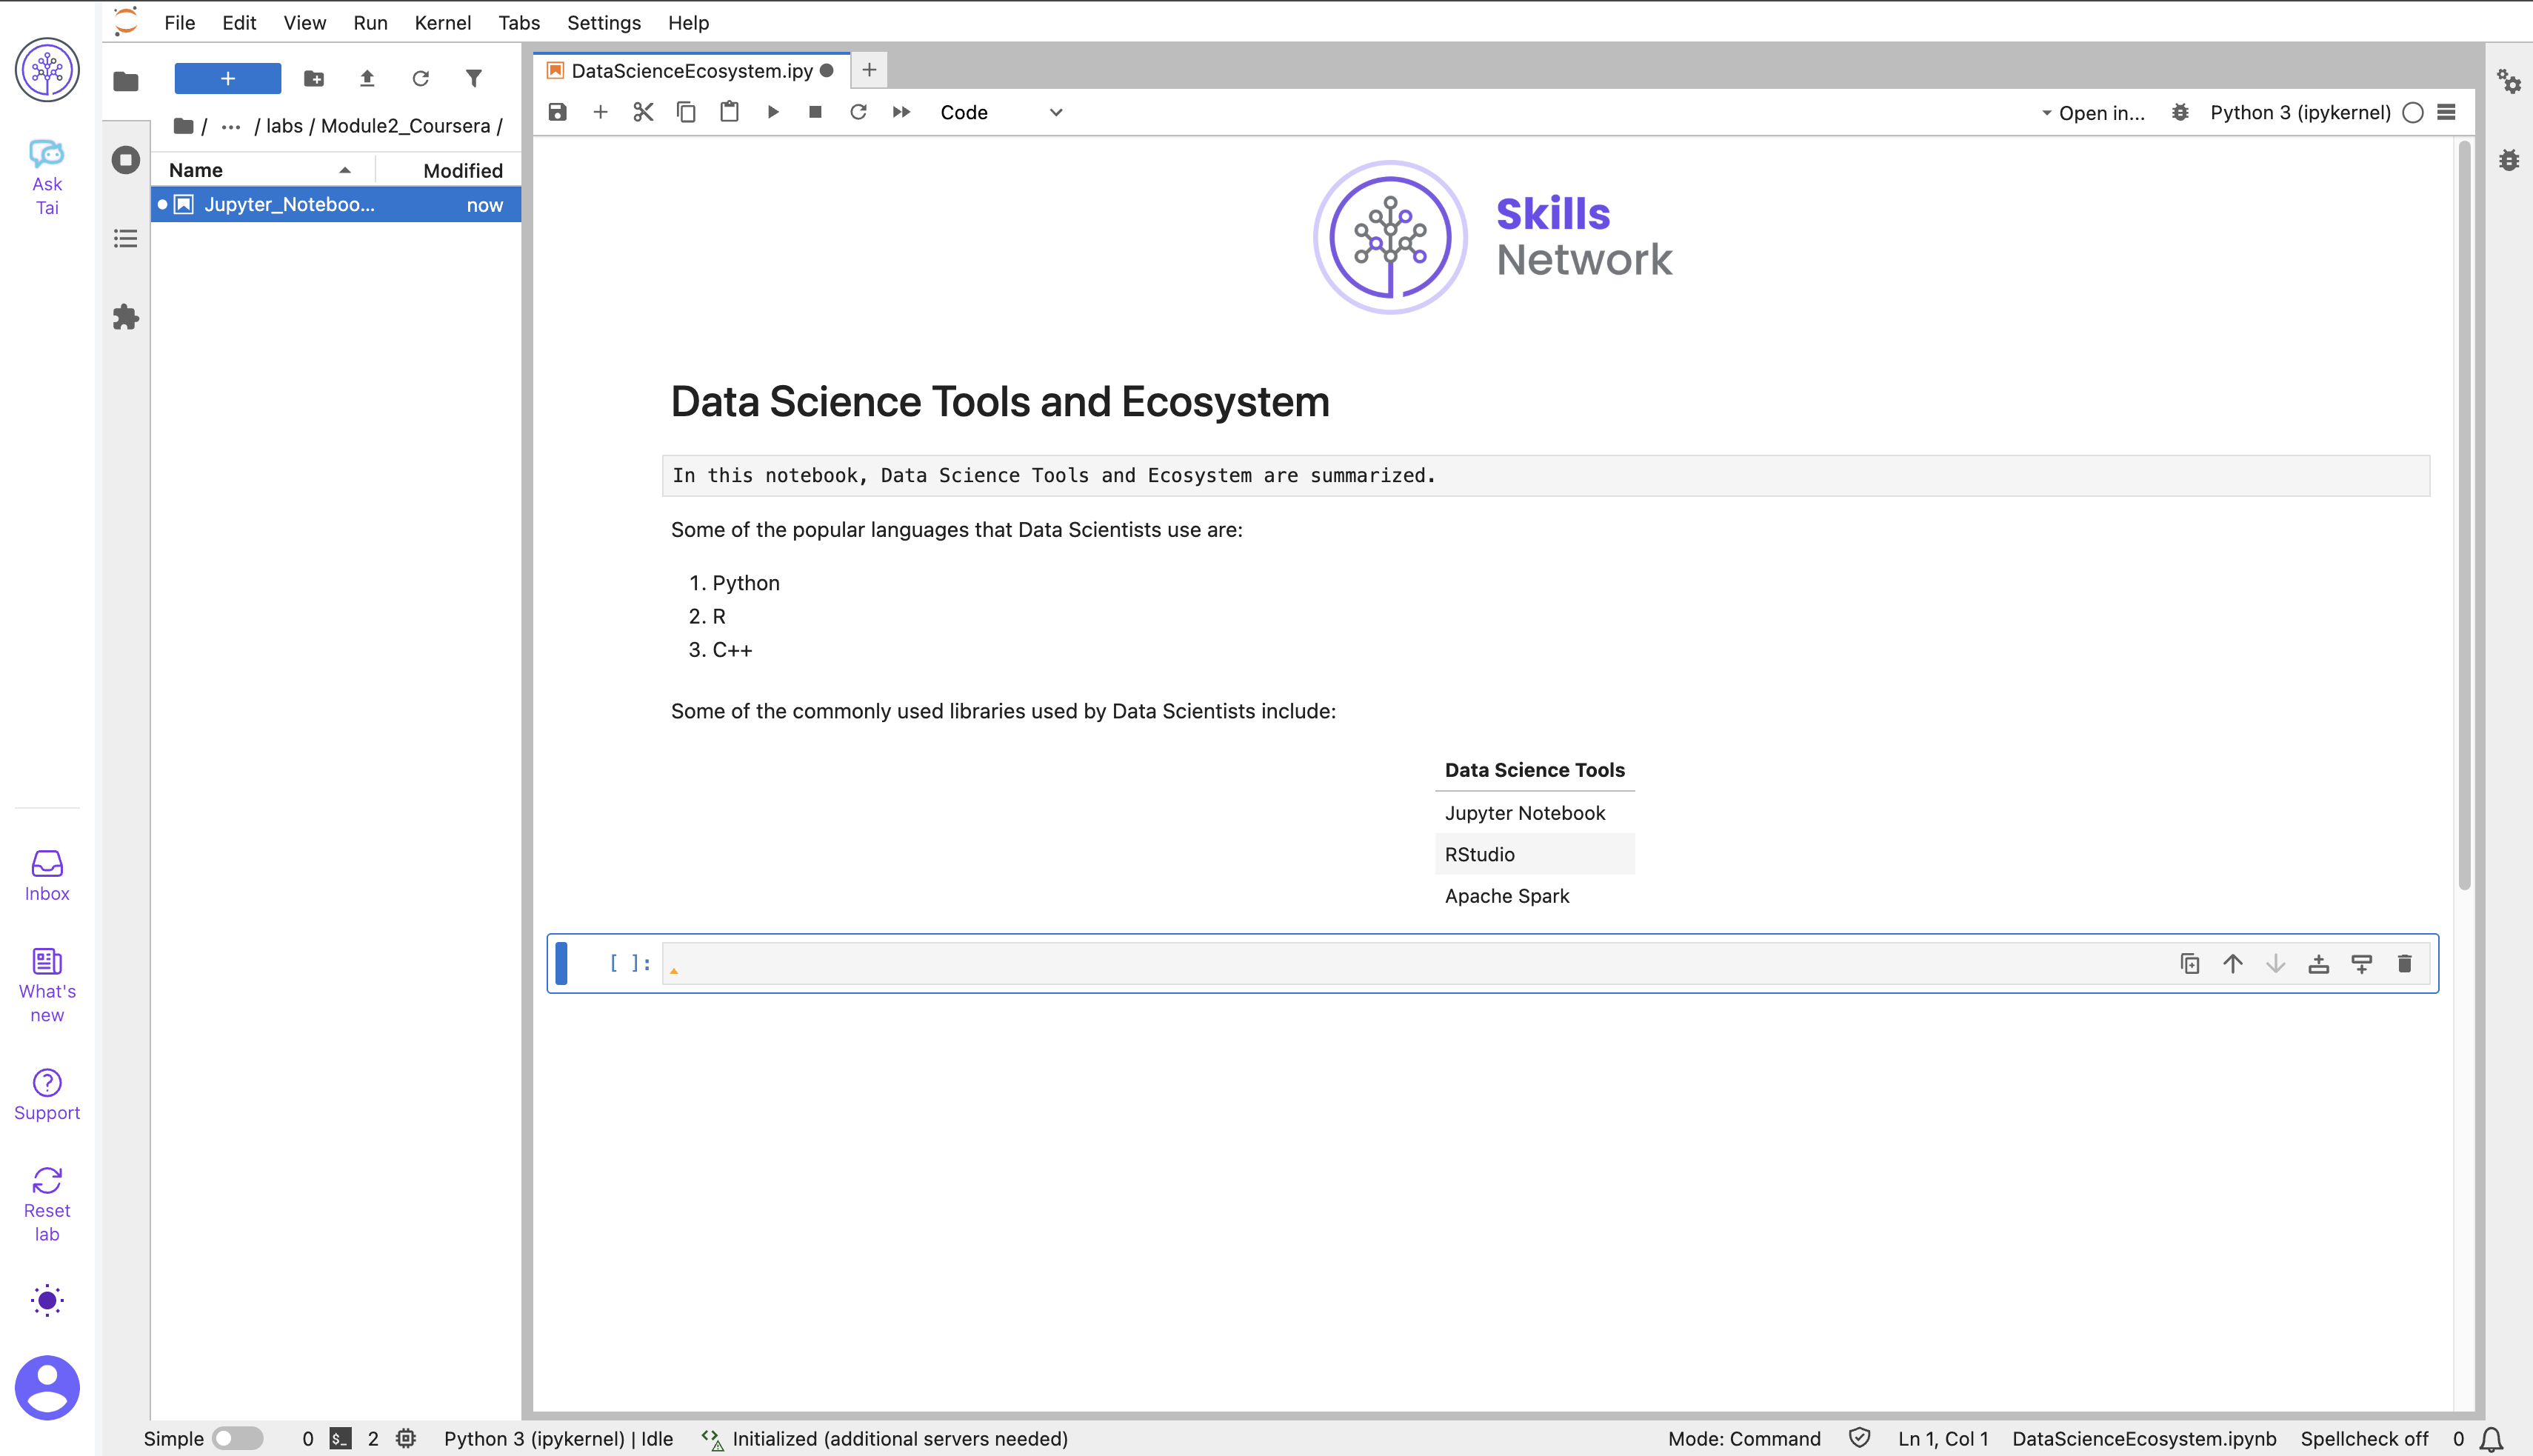 File Edit View Run Kernel Tabs Settings Help
Ask
Tai
Inbox
What's
new
Support
Reset
lab
/ ... / labs / Module2_Coursera /
Name Modified
Jupyter_Noteboo... now
DataScienceEcosystem.ipy
Code
Open in...
Python 3 (ipykernel)
Skills
Network
Data Science Tools and Ecosystem
In this notebook, Data Science Tools and Ecosystem are summarized.
Some of the popular languages that Data Scientists use are:
1. Python
2. R
3. C++
Some of the commonly used libraries used by Data Scientists include:
Data Science Tools
Jupyter Notebook
RStudio
Apache Spark
[ ]:
Simple 0 $_ 2 Python 3 (ipykernel) | Idle Initialized (additional servers needed) Mode: Command Ln 1, Col 1 DataScienceEcosystem.ipynb Spellcheck off 0